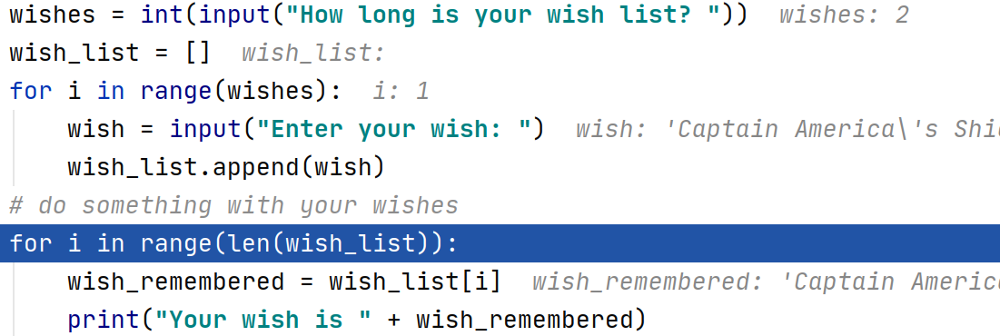 wishes = int(input("How long is your wish list? ")) wishes: 2
wish_list = [] wish_list:
for i in range(wishes): i: 1
wish = input("Enter your wish: ") wish: 'Captain America\'s
wish_list.append(wish)
# do something with your wishes
for i in range(len(wish_list)):
wish_remembered = wish_list[i] wish_remembered: 'Captain
print("Your wish is " + wish_remembered)